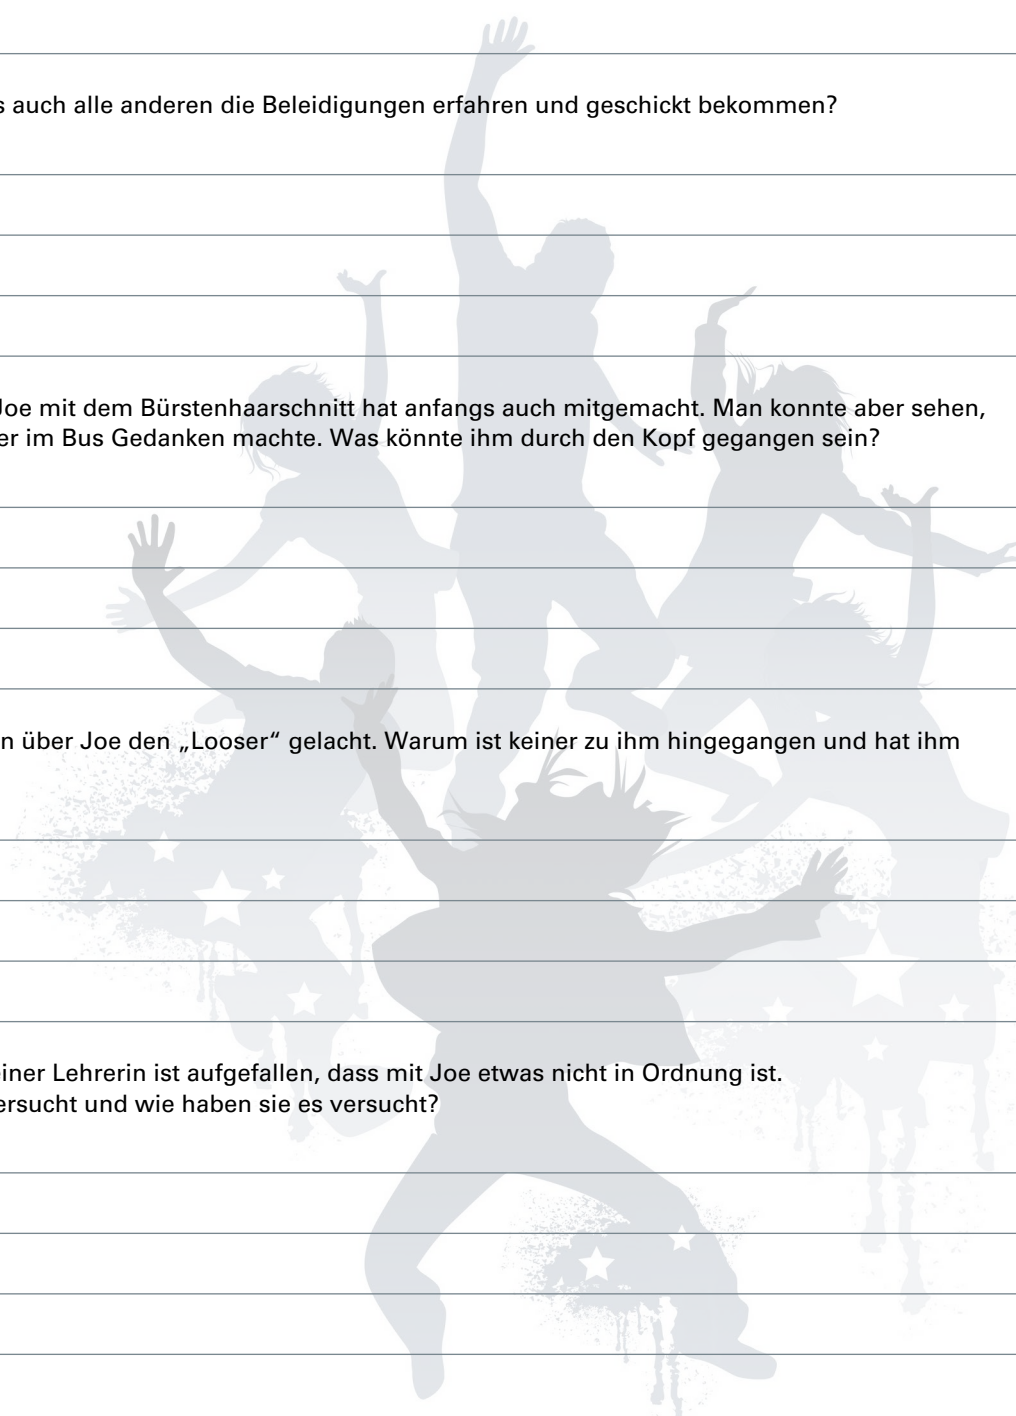 s auch alle anderen die Beleidigungen erfahren und geschickt bekommen?
Joe mit dem Bürstenhaarschnitt hat anfangs auch mitgemacht. Man konnte aber sehen,
er im Bus Gedanken machte. Was könnte ihm durch den Kopf gegangen sein?
n über Joe den „Looser“ gelacht. Warum ist keiner zu ihm hingegangen und hat ihm
einer Lehrerin ist aufgefallen, dass mit Joe etwas nicht in Ordnung ist.
ersucht und wie haben sie es versucht?